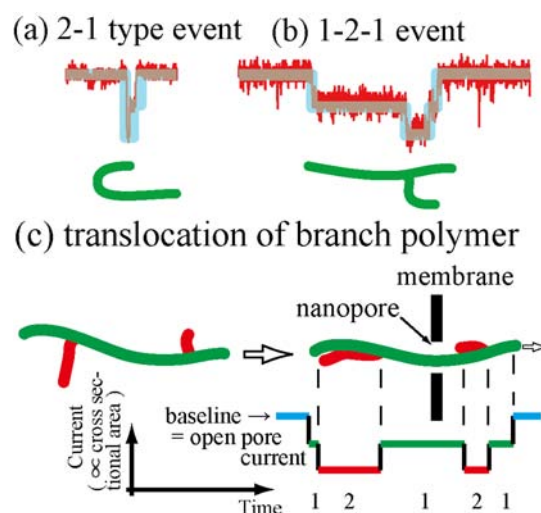 (a) 2-1 type event
(b) 1-2-1 event
(c) translocation of branch polymer
membrane
nanopore
baseline →
= open pore
current
Current
( ∝ cross sec-
tional area)
Time
1 2 1 2 1